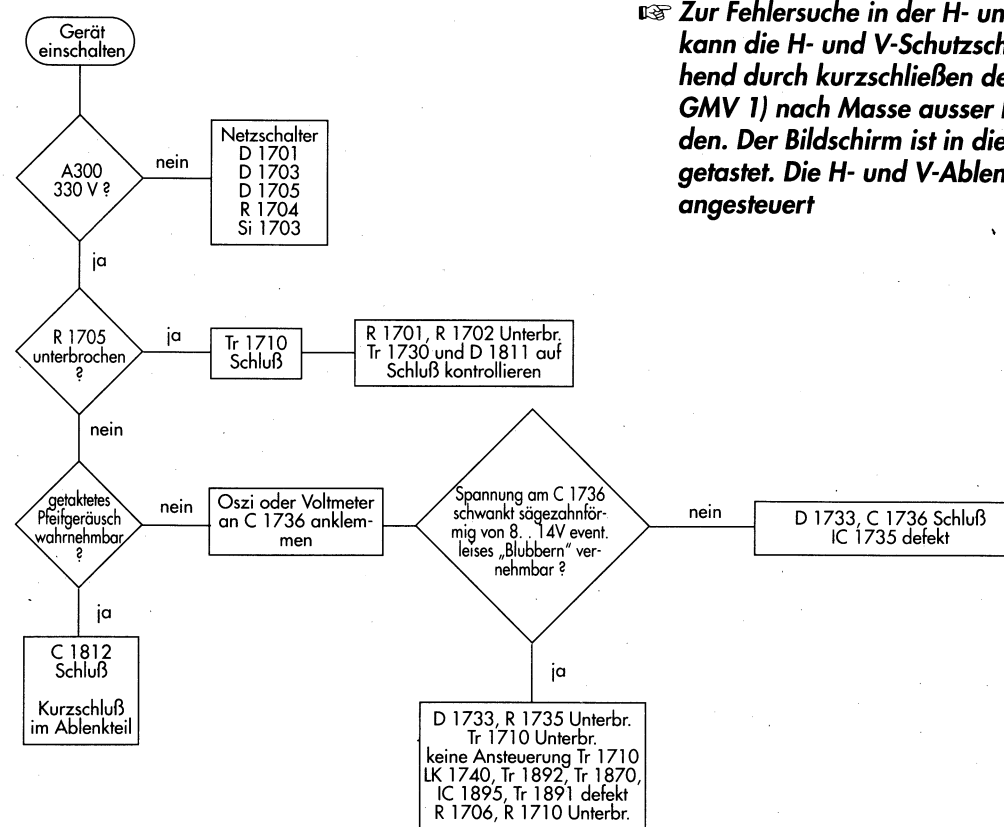 Gerät
einschalten
☞ Zur Fehlersuche in der H- un
kann die H- und V-Schutzsch
hend durch kurzschließen de
GMV 1) nach Masse ausser
den. Der Bildschirm ist in die
getastet. Die H- und V-Ablen
angesteuert
A300
330 V ?
nein
Netzschalter
D 1701
D 1703
D 1705
R 1704
Si 1703
ja
R 1705
unterbrochen
?
ja
Tr 1710
Schluß
R 1701, R 1702 Unterbr.
Tr 1730 und D 1811 auf
Schluß kontrollieren
nein
getaktetes
Pfeifgeräusch
wahrnehmbar
?
nein
Oszi oder Voltmeter
an C 1736 anklem-
men
Spannung am C 1736
schwankt sägezahnför-
mig von 8. . 14V event.
leises „Blubbern" ver-
nehmbar ?
nein
D 1733, C 1736 Schluß
IC 1735 defekt
ja
C 1812
Schluß
Kurzschluß
im Ablenkteil
ja
D 1733, R 1735 Unterbr.
Tr 1710 Unterbr.
keine Ansteuerung Tr 1710
LK 1740, Tr 1892, Tr 1870,
IC 1895, Tr 1891 defekt
R 1706, R 1710 Unterbr.